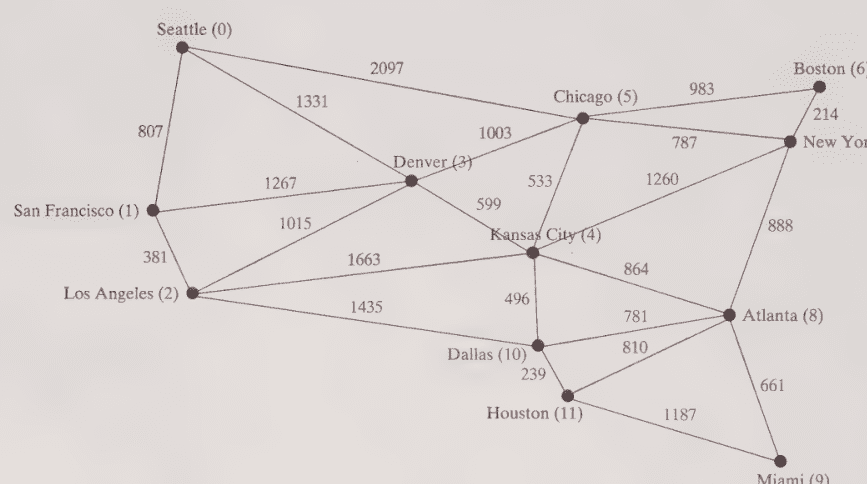 Seattle (0)
2097
Boston (6
1331
983
Chicago (5)
214
807
1003
787
New Yor
Denver (3)
1267
533
1260
599
San Francisco (1)
1015
Kansas City (4)
888
381
1663
864
Los Angeles (2)
496
1435
781
Atlanta (8)
810
Dallas (10)
239
661
Houston (11)
1187
Miami (9)